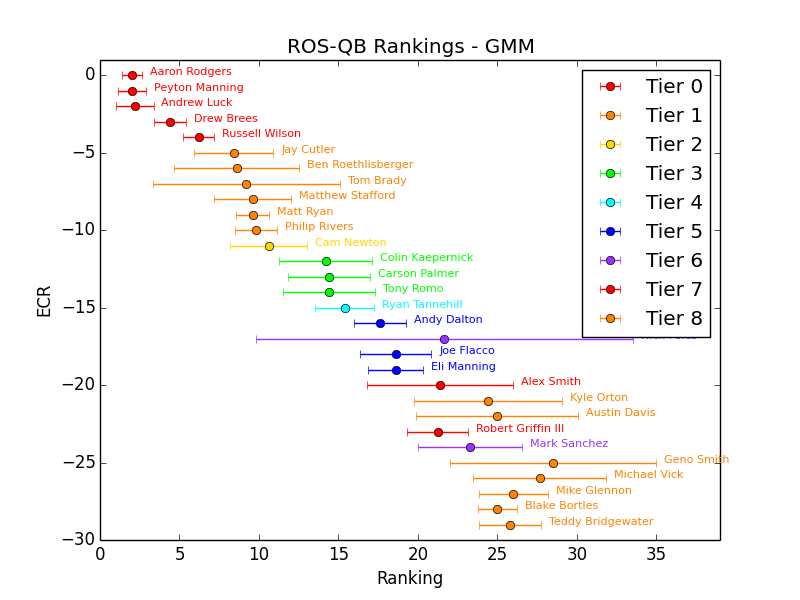 ROS-QB Rankings - GMM
Aaron Rodgers
Peyton Manning
Andrew Luck
Drew Brees
Russell Wilson
Jay Cutler
Ben Roethlisberger
Tom Brady
Matthew Stafford
Matt Ryan
Philip Rivers
Cam Newton
Colin Kaepernick
Carson Palmer
Tony Romo
Ryan Tannehill
Andy Dalton
Joe Flacco
Eli Manning
Alex Smith
Kyle Orton
Austin Davis
Robert Griffin III
Mark Sanchez
Geno Smith
Michael Vick
Mike Glennon
Blake Bortles
Teddy Bridgewater
Tier 0
Tier 1
Tier 2
Tier 3
Tier 4
Tier 5
Tier 6
Tier 7
Tier 8
ECR
0
−5
−10
−15
−20
−25
−30
0 5 10 15 20 25 30 35
Ranking